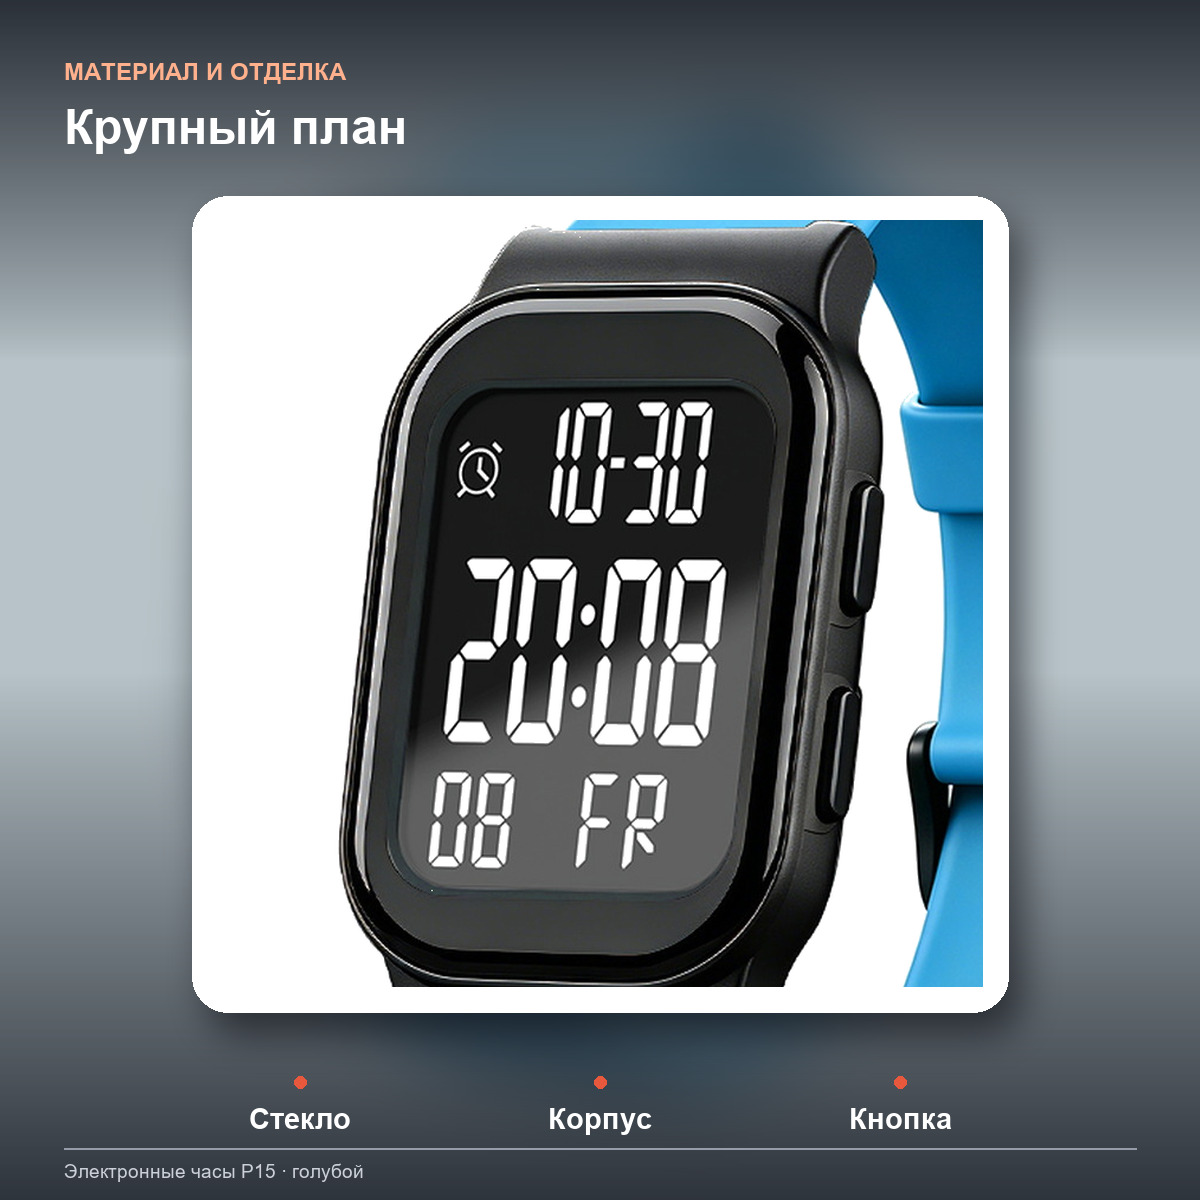 МАТЕРИАЛ И ОТДЕЛКА
Крупный план
10-30
20:08
08 FR
Стекло
Корпус
Кнопка
Электронные часы P15 · голубой